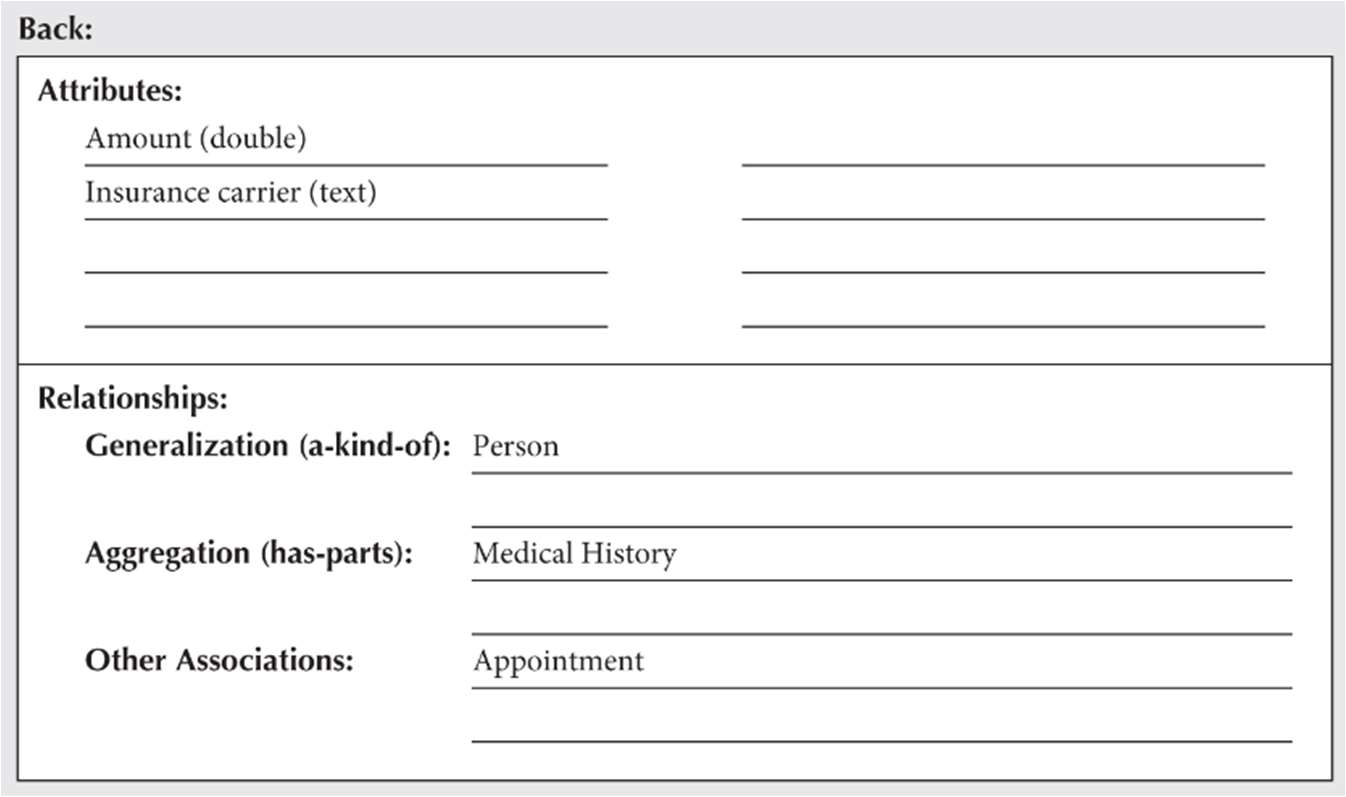 Back:
Attributes:
Amount (double)
Insurance carrier (text)
Relationships:
Generalization (a-kind-of): Person
Aggregation (has-parts): Medical History
Other Associations: Appointment